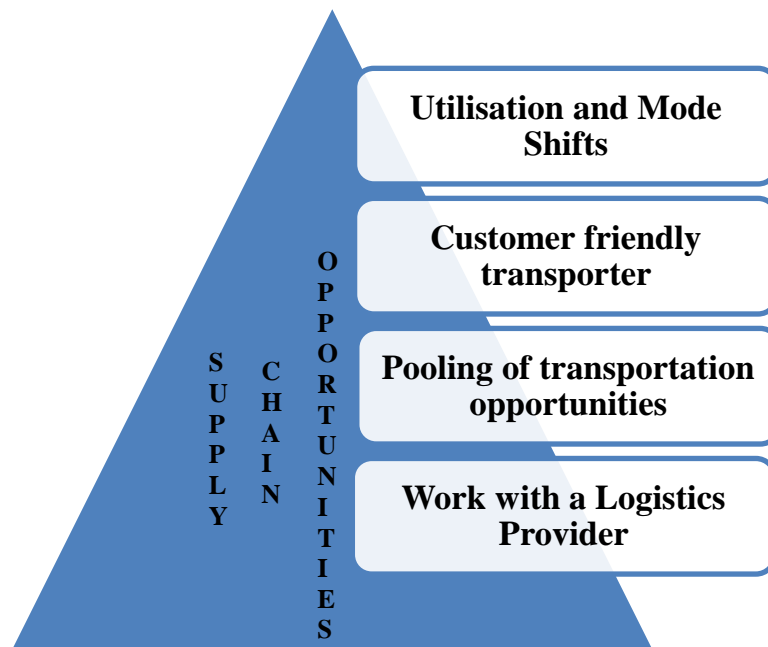 Utilisation and Mode
Shifts
Customer friendly
transporter
Pooling of transportation
opportunities
Work with a Logistics
Provider
SUPPLY
CHAIN
OPPORTUNITIES